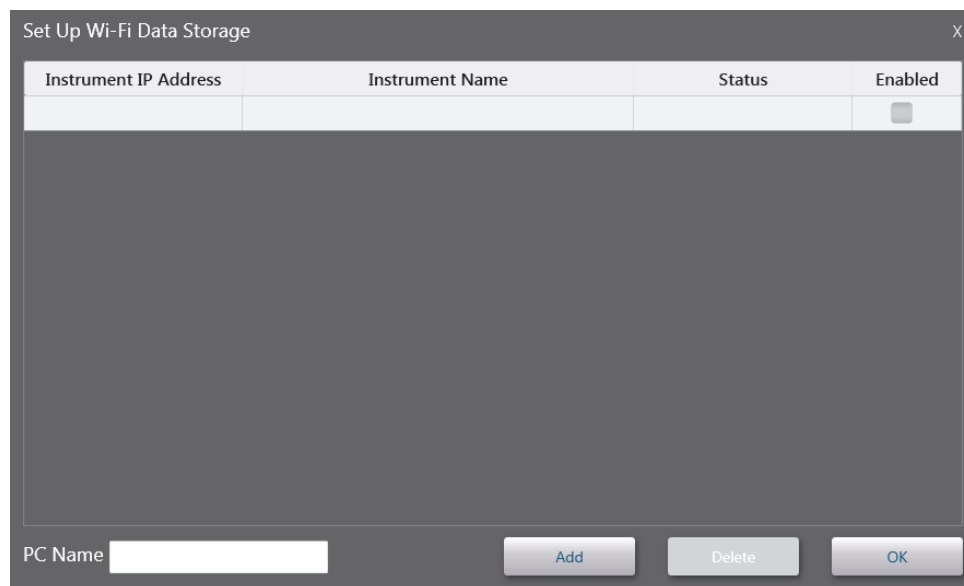 Set Up Wi-Fi Data Storage X
Instrument IP Address Instrument Name Status Enabled
PC Name Add Delete OK